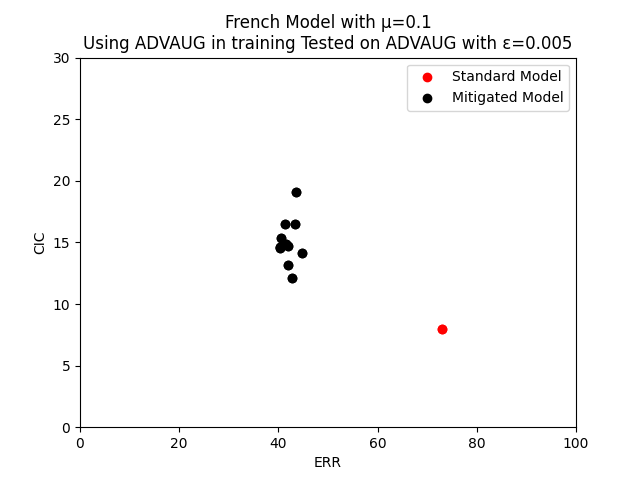 French Model with μ=0.1
Using ADVAUG in training Tested on ADVAUG with ε=0.005
Standard Model
Mitigated Model
30
25
20
15
10
5
0
CIC
0 20 40 60 80 100
ERR